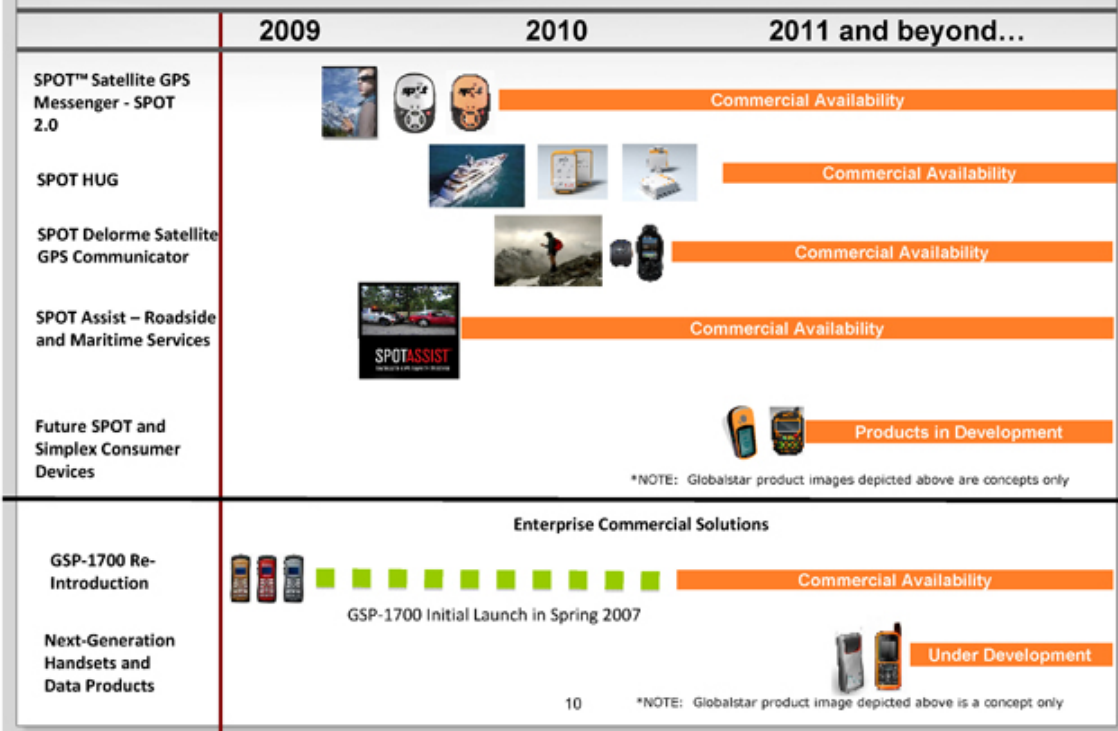 2009 2010 2011 and beyond...
SPOT™ Satellite GPS
Messenger - SPOT
2.0
Commercial Availability
SPOT HUG
Commercial Availability
SPOT Delorme Satellite
GPS Communicator
Commercial Availability
SPOT Assist – Roadside
and Maritime Services
SPOTASSIST
Commercial Availability
Future SPOT and
Simplex Consumer
Devices
Products in Development
*NOTE: Globalstar product images depicted above are concepts only
Enterprise Commercial Solutions
GSP-1700 Re-
Introduction
Commercial Availability
GSP-1700 Initial Launch in Spring 2007
Next-Generation
Handsets and
Data Products
Under Development
10
*NOTE: Globalstar product image depicted above is a concept only